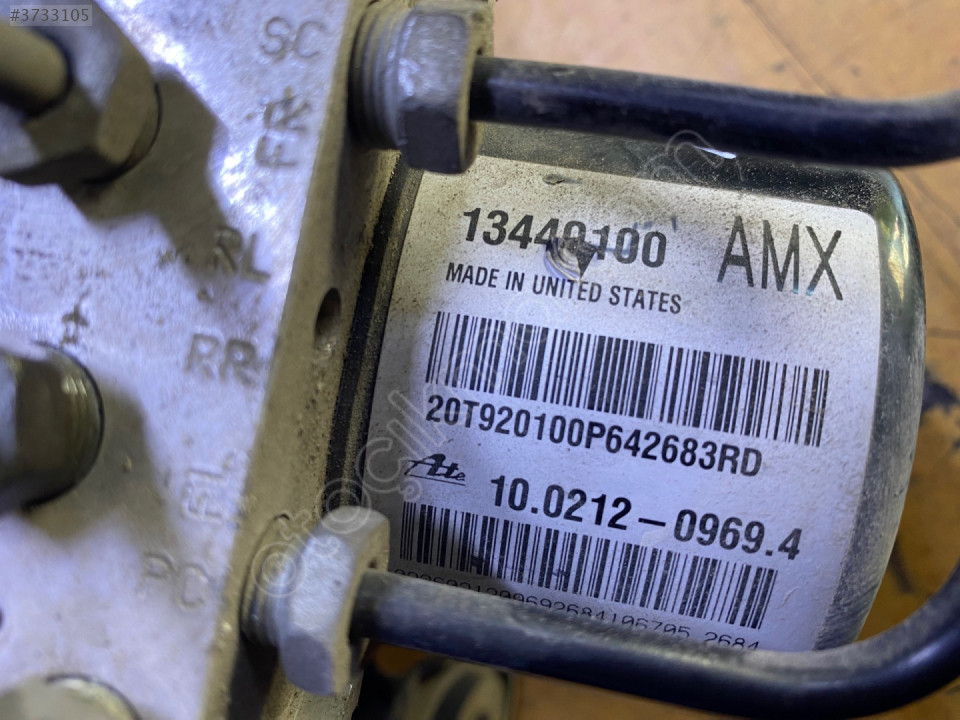 #3733105
SC
FR
RL
RR
FL
PC
13440100
AMX
MADE IN UNITED STATES
20T920100P642683RD
Ate
10.0212-0969.4